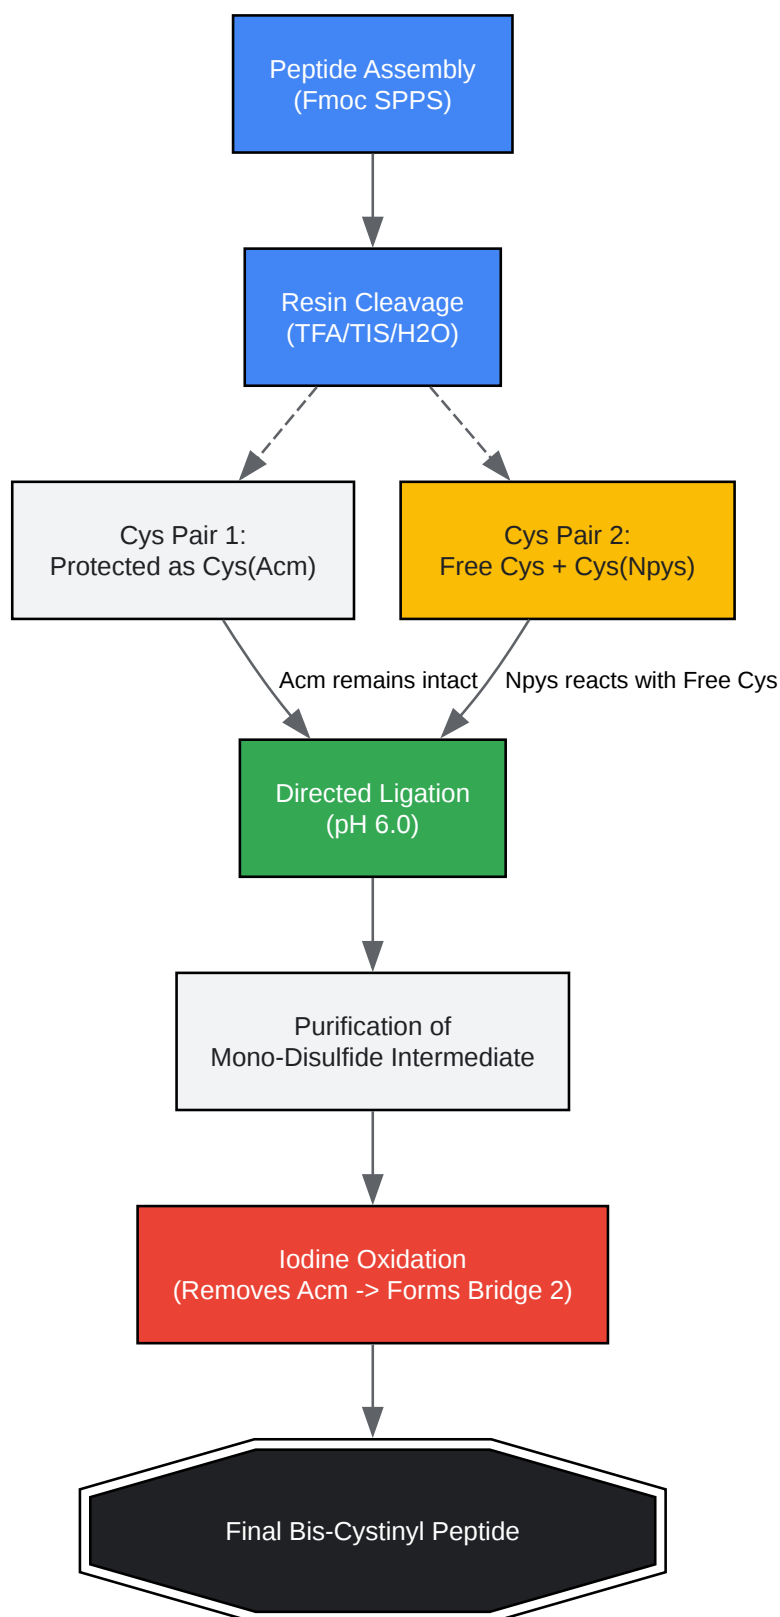 Peptide Assembly
(Fmoc SPPS)
Resin Cleavage
(TFA/TIS/H2O)
Cys Pair 1:
Protected as Cys(Acm)
Cys Pair 2:
Free Cys + Cys(Npys)
Acm remains intact
Npys reacts with Free Cys
Directed Ligation
(pH 6.0)
Purification of
Mono-Disulfide Intermediate
Iodine Oxidation
(Removes Acm -> Forms Bridge 2)
Final Bis-Cystinyl Peptide